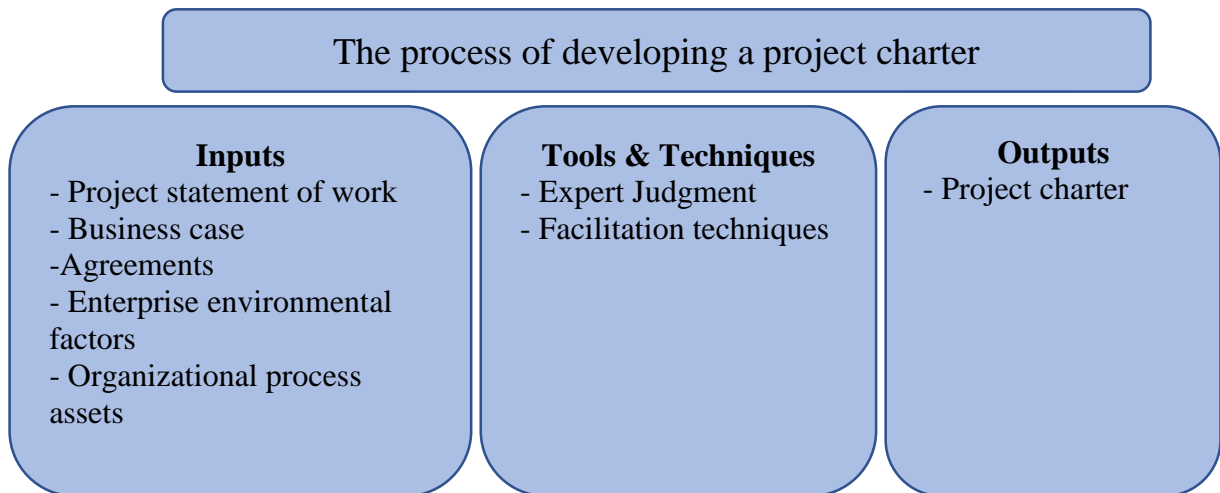 The process of developing a project charter
Inputs
- Project statement of work
- Business case
-Agreements
- Enterprise environmental
factors
- Organizational process
assets
Tools & Techniques
- Expert Judgment
- Facilitation techniques
Outputs
- Project charter